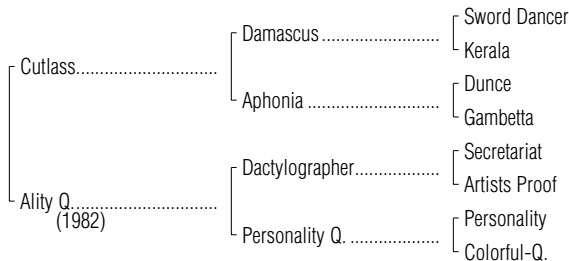 Sword Dancer
Damascus
Kerala
Cutlass
Dunce
Aphonia
Gambetta
Secretariat
Dactylographer
Artists Proof
Ality Q.
(1982)
Personality
Personality Q.
Colorful-Q.